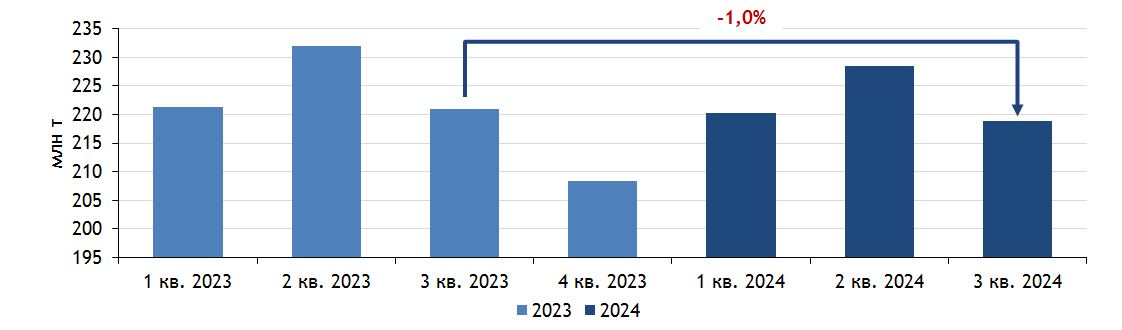 -1,0%
млн т
235
230
225
220
215
210
205
200
195
1 кв. 2023
2 кв. 2023
3 кв. 2023
4 кв. 2023
1 кв. 2024
2 кв. 2024
3 кв. 2024
2023
2024